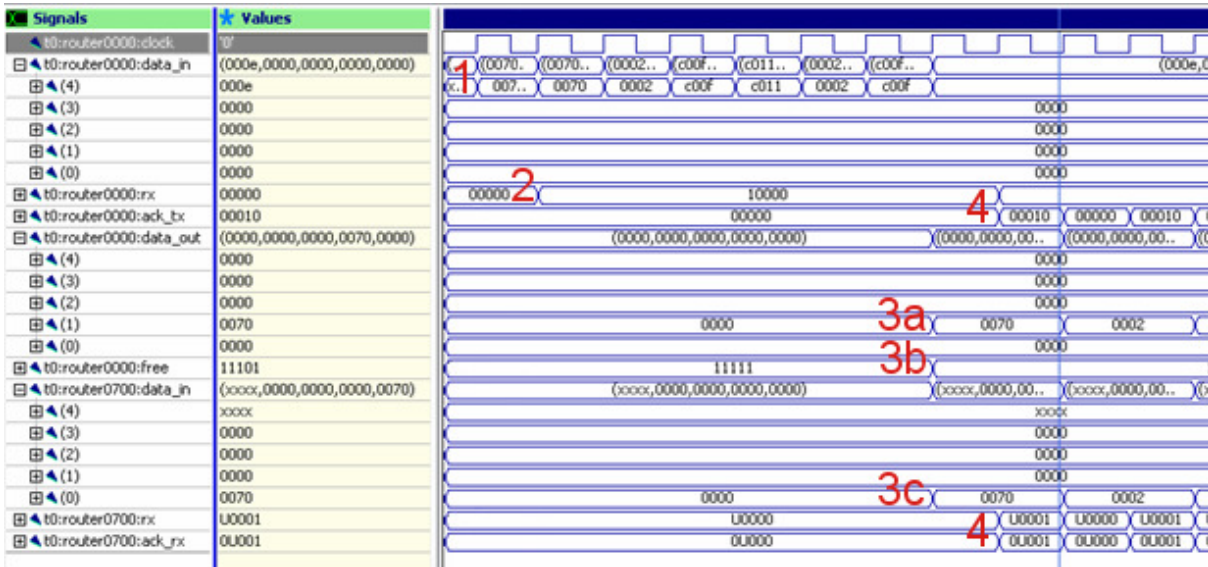 Signals Values
t0:router0000:clock '0'
t0:router0000:data_in (000e,0000,0000,0000,0000) 1 ((0070.. ((0070.. ((0002.. ((c00f.. ((c011.. ((0002.. ((c00f.. (000e,0
(4) 000e x.. 007.. 0070 0002 c00f c011 0002 c00f
(3) 0000 0000
(2) 0000 0000
(1) 0000 0000
(0) 0000 0000
t0:router0000:rx 00000 00000 2 10000 4
t0:router0000:ack_tx 00010 00000 00010 00000 00010
t0:router0000:data_out (0000,0000,0000,0070,0000) (0000,0000,0000,0000,0000) ((0000,0000,00.. ((0000,0000,00..
(4) 0000 0000
(3) 0000 0000
(2) 0000 0000
(1) 0070 0000 3a 0070 0002
(0) 0000 0000
t0:router0000:free 11101 11111 3b
t0:router0700:data_in (xxxx,0000,0000,0000,0070) (xxxx,0000,0000,0000,0000) ((xxxx,0000,00.. ((xxxx,0000,00..
(4) xxxx xxxx
(3) 0000 0000
(2) 0000 0000
(1) 0000 0000
(0) 0070 0000 3c 0070 0002
t0:router0700:rx U0001 U0000 4 U0001 U0000 U0001
t0:router0700:ack_rx 0U001 0U000 0U001 0U000 0U001